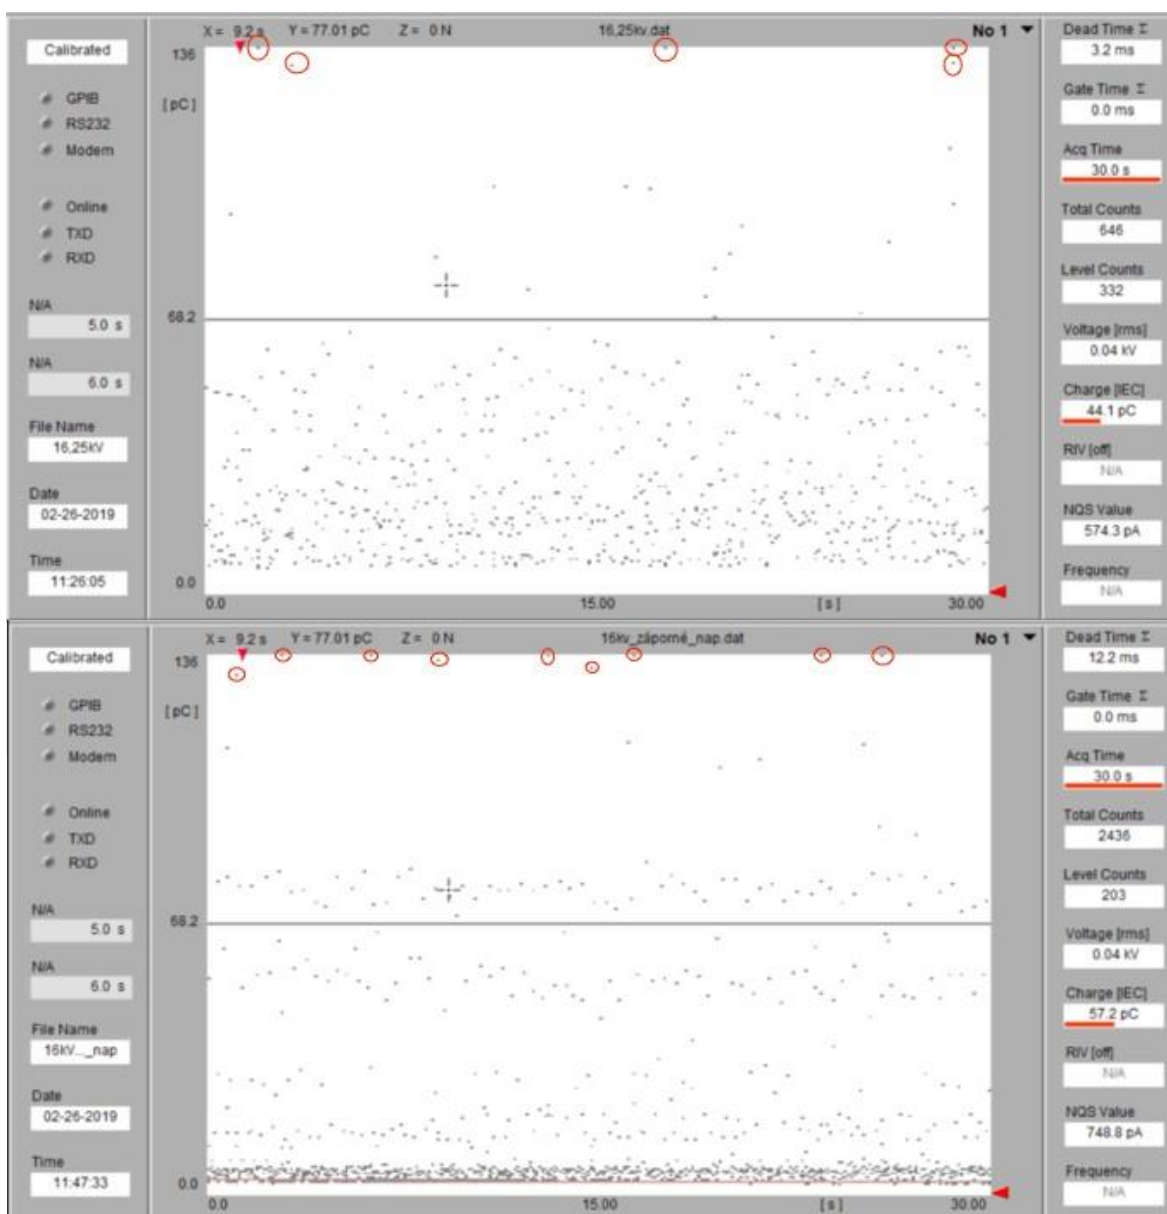 X = 9.2 s Y = 77.01 pC Z = 0 N 16,25kv.dat No 1
Calibrated
GPIB
RS232
Modem
Online
TXD
RXD
N/A
5.0 s
N/A
6.0 s
File Name
16,25kV
Date
02-26-2019
Time
11:26:05
136
[pC]
68.2
0.0
0.0 15.00 [s] 30.00
Dead Time Σ
3.2 ms
Gate Time Σ
0.0 ms
Acq Time
30.0 s
Total Counts
646
Level Counts
332
Voltage [rms]
0.04 kV
Charge [IEC]
44.1 pC
RIV [off]
N/A
NQS Value
574.3 pA
Frequency
N/A
X = 9.2 s Y = 77.01 pC Z = 0 N 16kv_záporné_nap.dat No 1
Calibrated
GPIB
RS232
Modem
Online
TXD
RXD
N/A
5.0 s
N/A
6.0 s
File Name
16kV..._nap
Date
02-26-2019
Time
11:47:33
136
[pC]
68.2
0.0
0.0 15.00 [s] 30.00
Dead Time Σ
12.2 ms
Gate Time Σ
0.0 ms
Acq Time
30.0 s
Total Counts
2436
Level Counts
203
Voltage [rms]
0.04 kV
Charge [IEC]
57.2 pC
RIV [off]
N/A
NQS Value
748.8 pA
Frequency
N/A